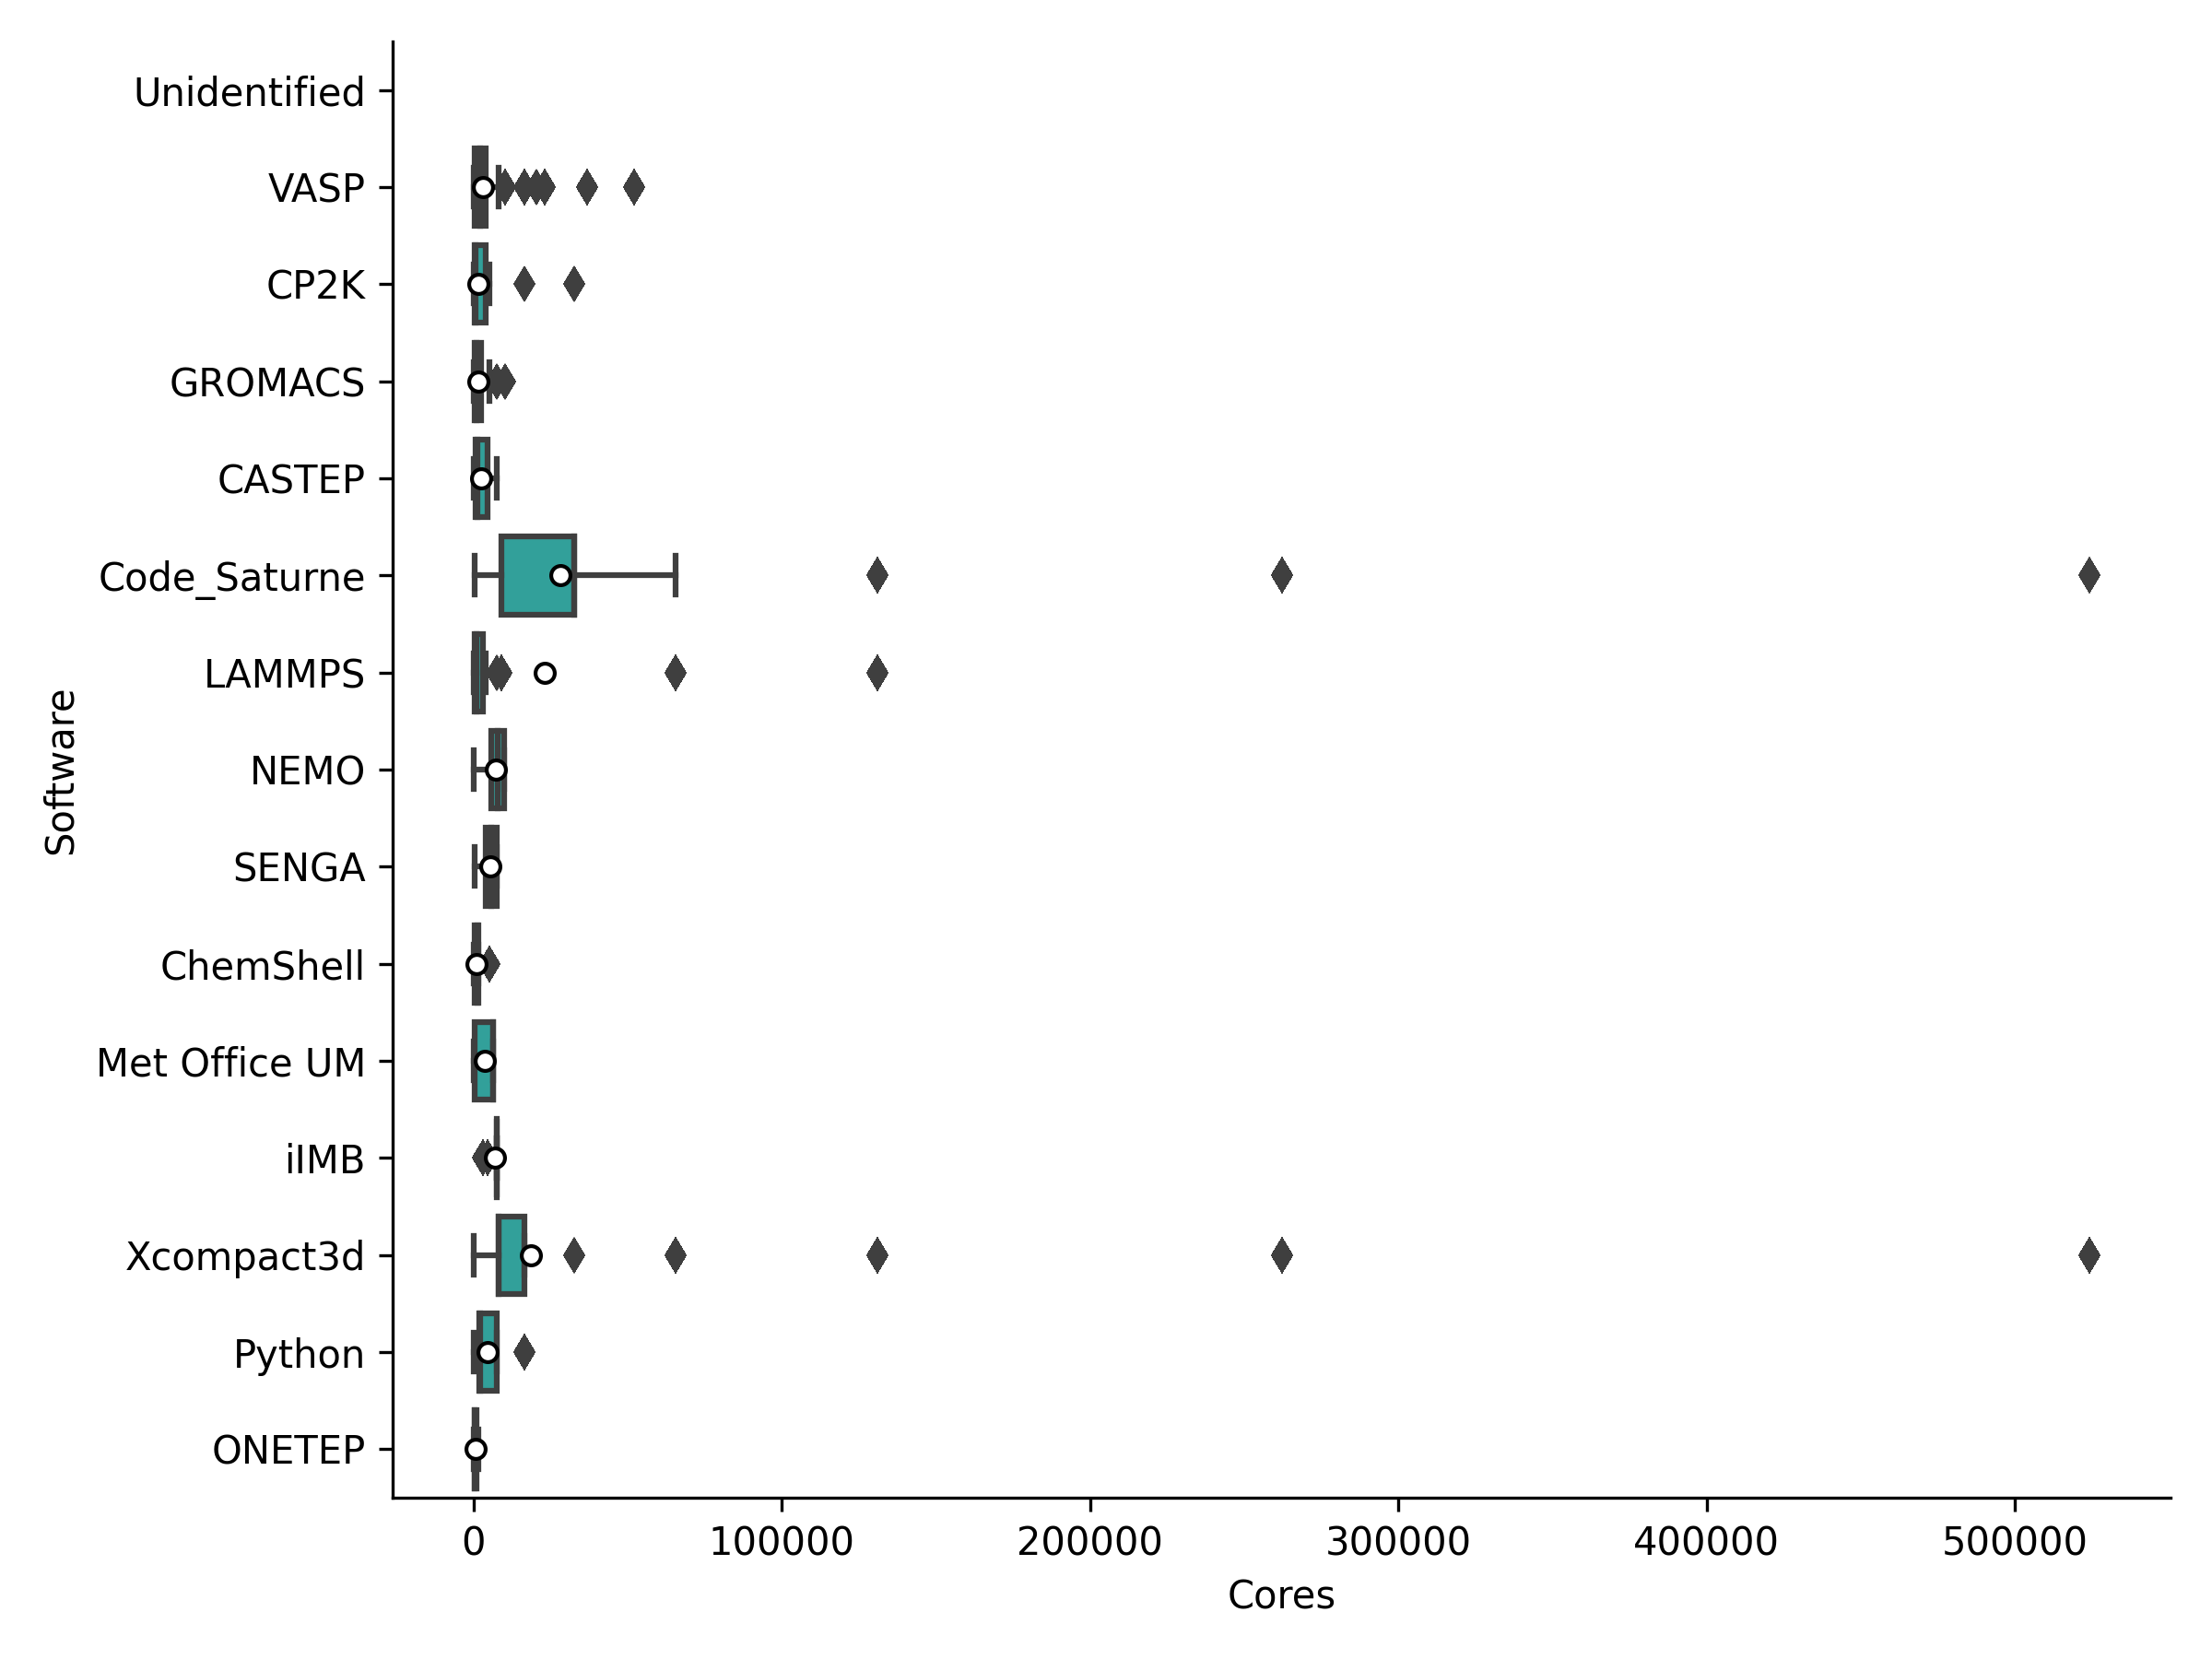 Unidentified
VASP
CP2K
GROMACS
CASTEP
Code_Saturne
LAMMPS
NEMO
SENGA
ChemShell
Met Office UM
iIMB
Xcompact3d
Python
ONETEP
Software
0 100000 200000 300000 400000 500000
Cores